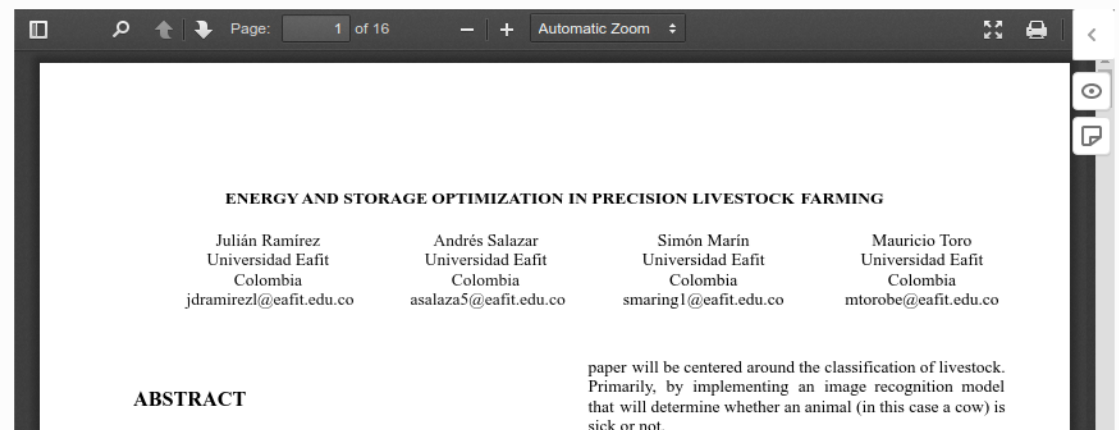 Page: 1 of 16 Automatic Zoom
ENERGY AND STORAGE OPTIMIZATION IN PRECISION LIVESTOCK FARMING
Julián Ramírez
Universidad Eafit
Colombia
jdramirezl@eafit.edu.co
Andrés Salazar
Universidad Eafit
Colombia
asalaza5@eafit.edu.co
Simón Marín
Universidad Eafit
Colombia
smaring1@eafit.edu.co
Mauricio Toro
Universidad Eafit
Colombia
mtorobe@eafit.edu.co
ABSTRACT
paper will be centered around the classification of livestock.
Primarily, by implementing an image recognition model
that will determine whether an animal (in this case a cow) is
sick or not.